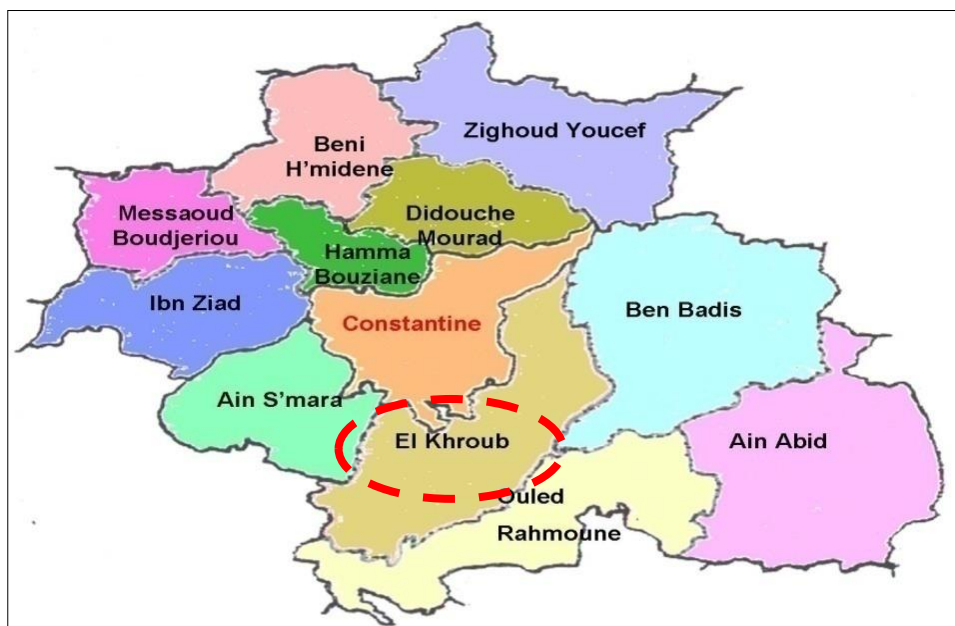 Zighoud Youcef
Beni
H'midene
Messaoud
Boudjeriou
Didouche
Mourad
Hamma
Bouziane
Ibn Ziad
Constantine
Ben Badis
Ain S'mara
El Khroub
Ain Abid
Ouled
Rahmoune